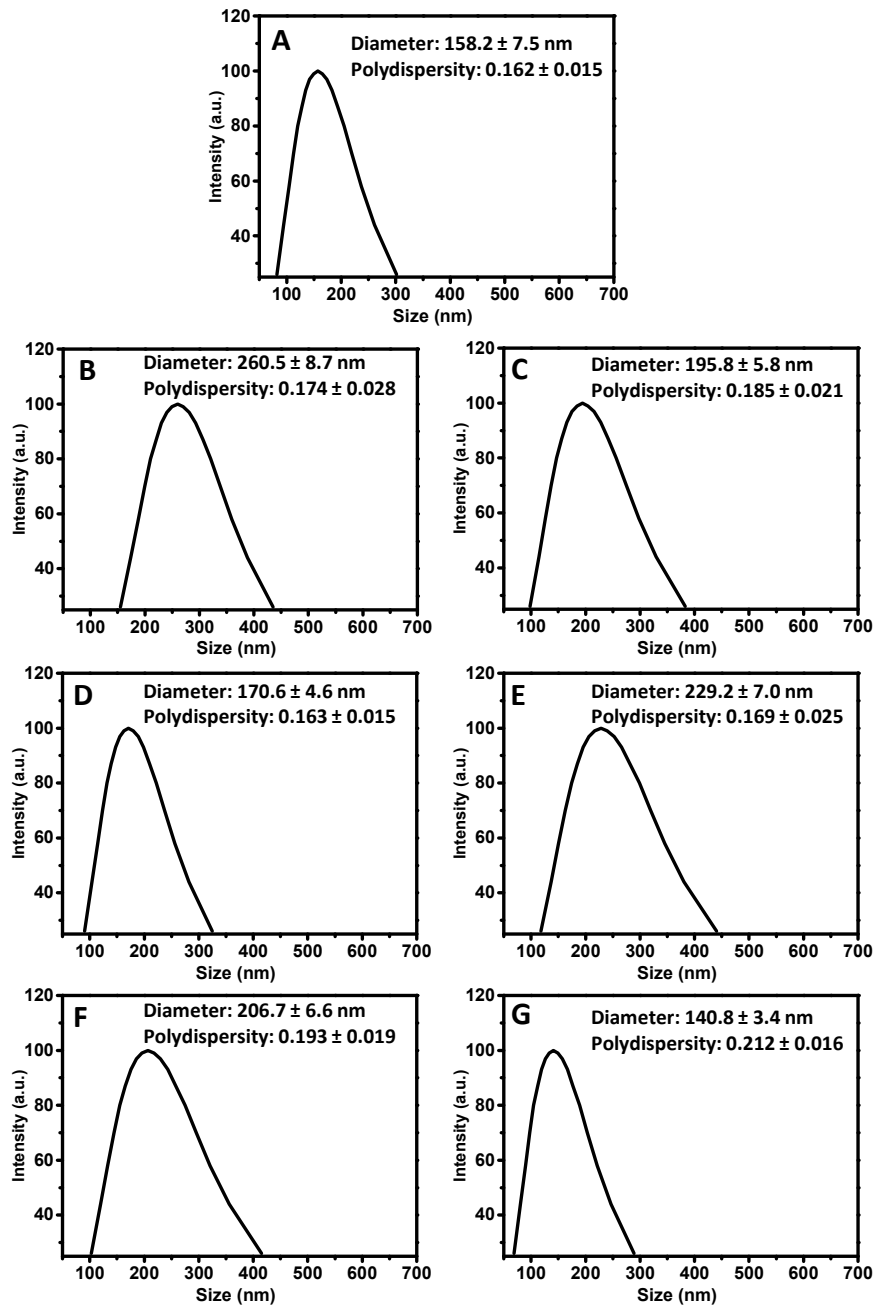 A
Diameter: 158.2 ± 7.5 nm
Polydispersity: 0.162 ± 0.015
120
100
80
60
40
Intensity (a.u.)
100 200 300 400 500 600 700
Size (nm)
B
Diameter: 260.5 ± 8.7 nm
Polydispersity: 0.174 ± 0.028
120
100
80
60
40
Intensity (a.u.)
100 200 300 400 500 600 700
Size (nm)
C
Diameter: 195.8 ± 5.8 nm
Polydispersity: 0.185 ± 0.021
120
100
80
60
40
Intensity (a.u.)
100 200 300 400 500 600 700
Size (nm)
D
Diameter: 170.6 ± 4.6 nm
Polydispersity: 0.163 ± 0.015
120
100
80
60
40
Intensity (a.u.)
100 200 300 400 500 600 700
Size (nm)
E
Diameter: 229.2 ± 7.0 nm
Polydispersity: 0.169 ± 0.025
120
100
80
60
40
Intensity (a.u.)
100 200 300 400 500 600 700
Size (nm)
F
Diameter: 206.7 ± 6.6 nm
Polydispersity: 0.193 ± 0.019
120
100
80
60
40
Intensity (a.u.)
100 200 300 400 500 600 700
Size (nm)
G
Diameter: 140.8 ± 3.4 nm
Polydispersity: 0.212 ± 0.016
120
100
80
60
40
Intensity (a.u.)
100 200 300 400 500 600 700
Size (nm)